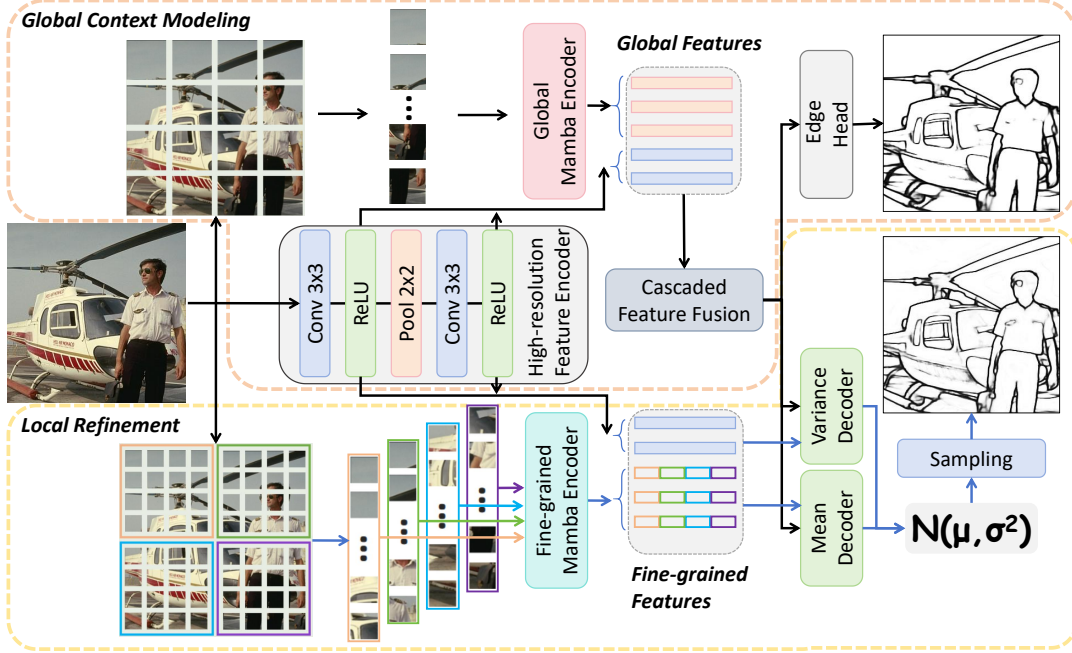 Global Context Modeling
Global
Mamba Encoder
Global Features
Edge
Head
Conv 3x3
ReLU
Pool 2x2
Conv 3x3
ReLU
High-resolution
Feature Encoder
Cascaded
Feature Fusion
Local Refinement
Fine-grained
Mamba Encoder
Fine-grained
Features
Variance
Decoder
Mean
Decoder
Sampling
N(μ,σ²)